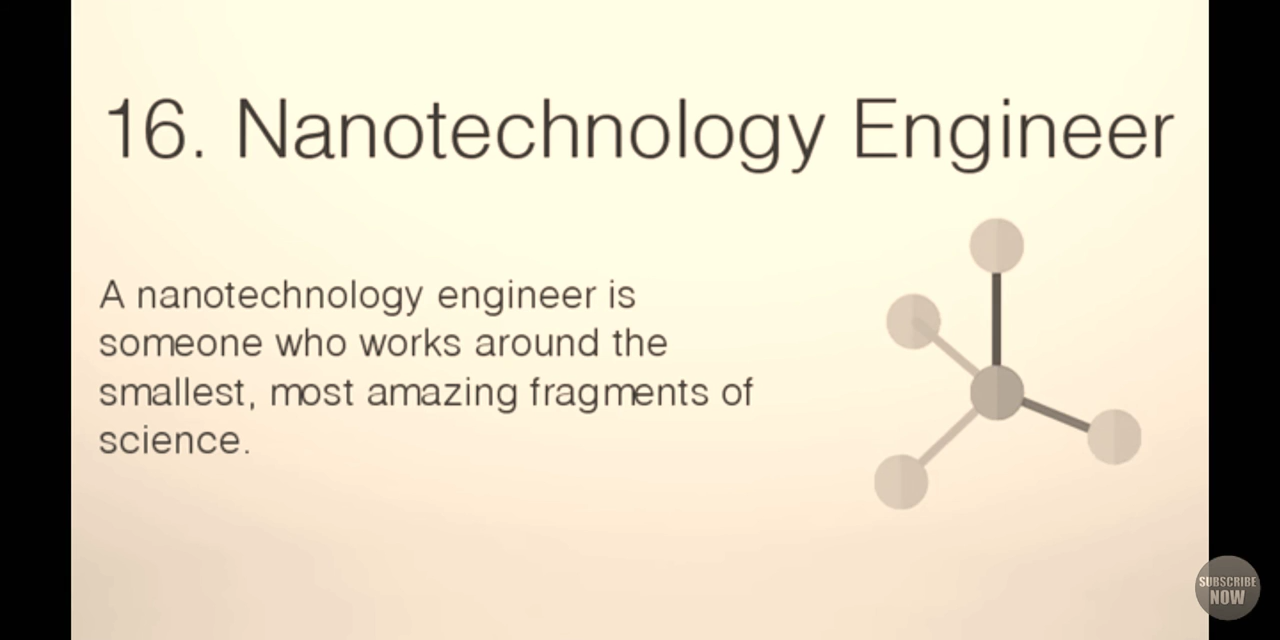 16. Nanotechnology Engineer
A nanotechnology engineer is
someone who works around the
smallest, most amazing fragments of
science.
SUBSCRIBE
NOW